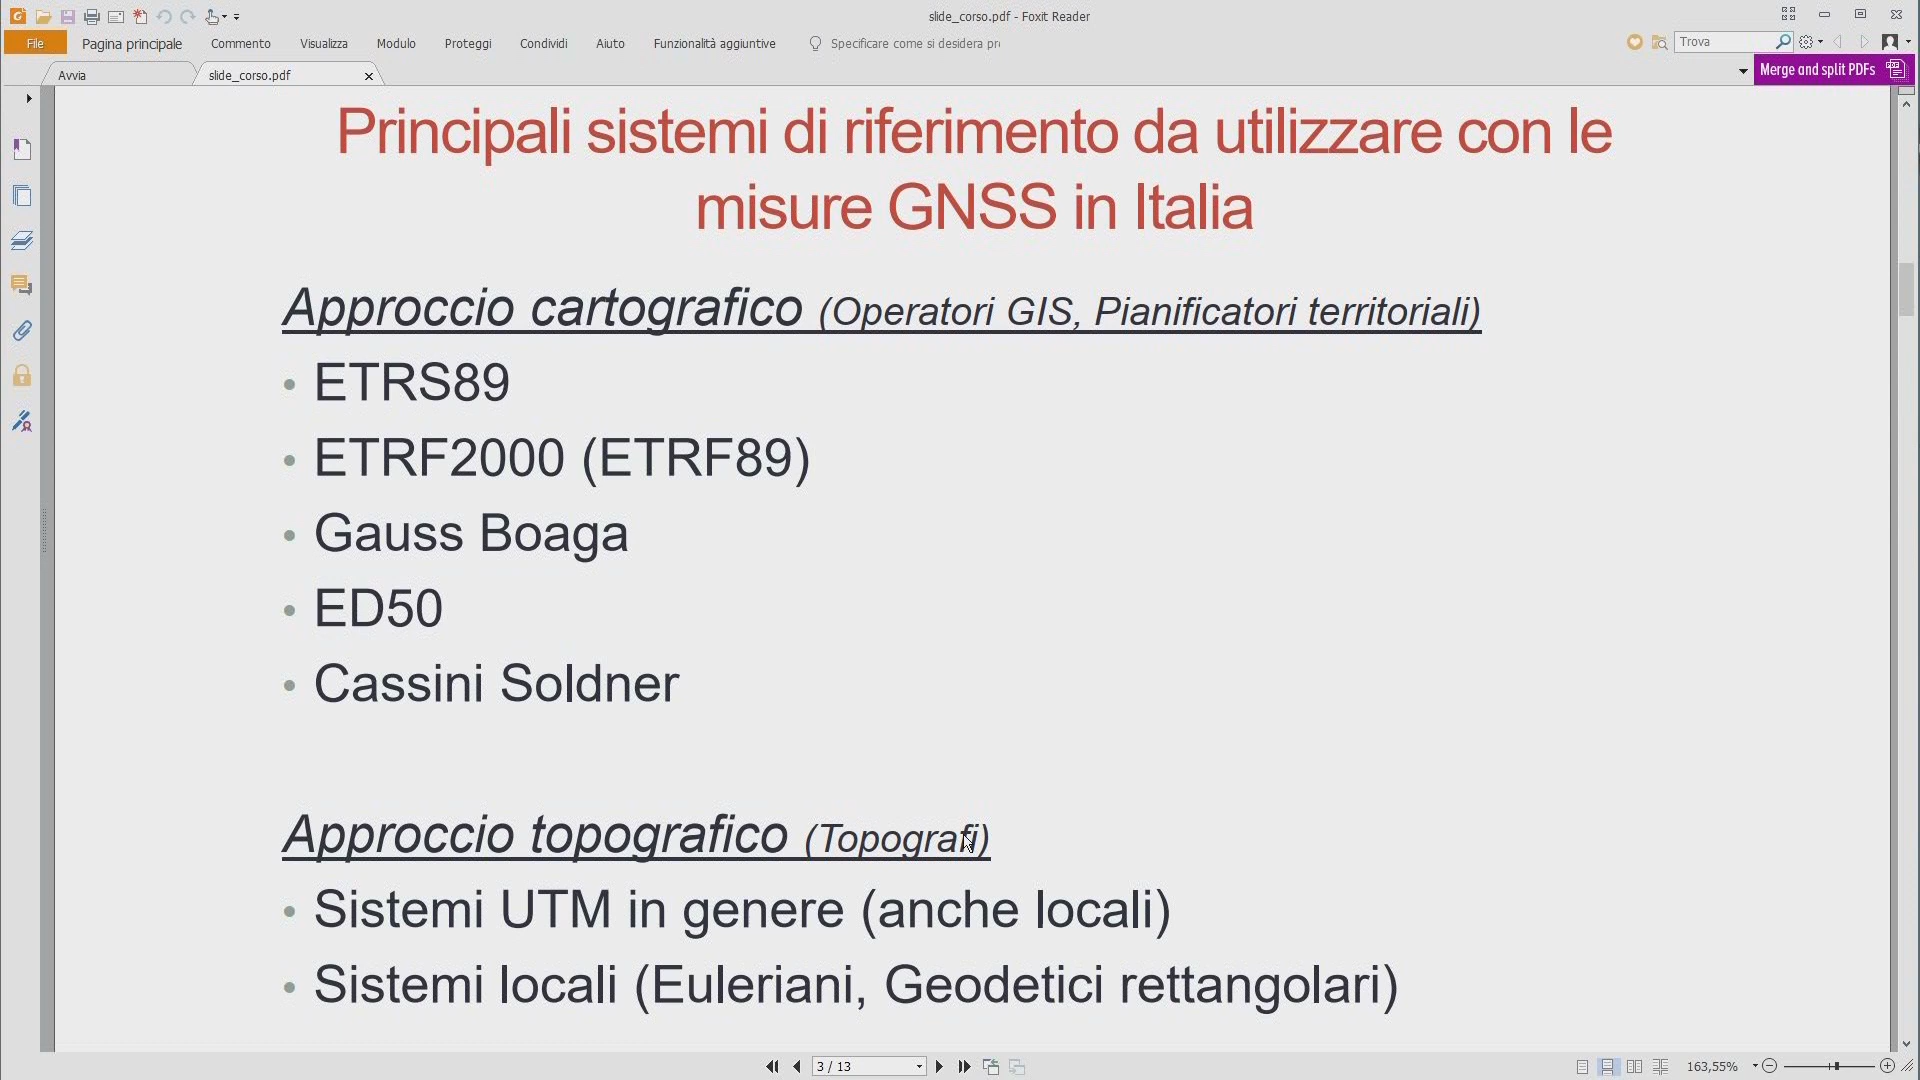 slide_corso.pdf - Foxit Reader
File Pagina principale Commento Visualizza Modulo Proteggi Condividi Aiuto Funzionalità aggiuntive Specificare come si desidera pr Trova
Avvia slide_corso.pdf Merge and split PDFs
Principali sistemi di riferimento da utilizzare con le
misure GNSS in Italia
Approccio cartografico (Operatori GIS, Pianificatori territoriali)
• ETRS89
• ETRF2000 (ETRF89)
• Gauss Boaga
• ED50
• Cassini Soldner
Approccio topografico (Topografi)
• Sistemi UTM in genere (anche locali)
• Sistemi locali (Euleriani, Geodetici rettangolari)
3 / 13 163,55%